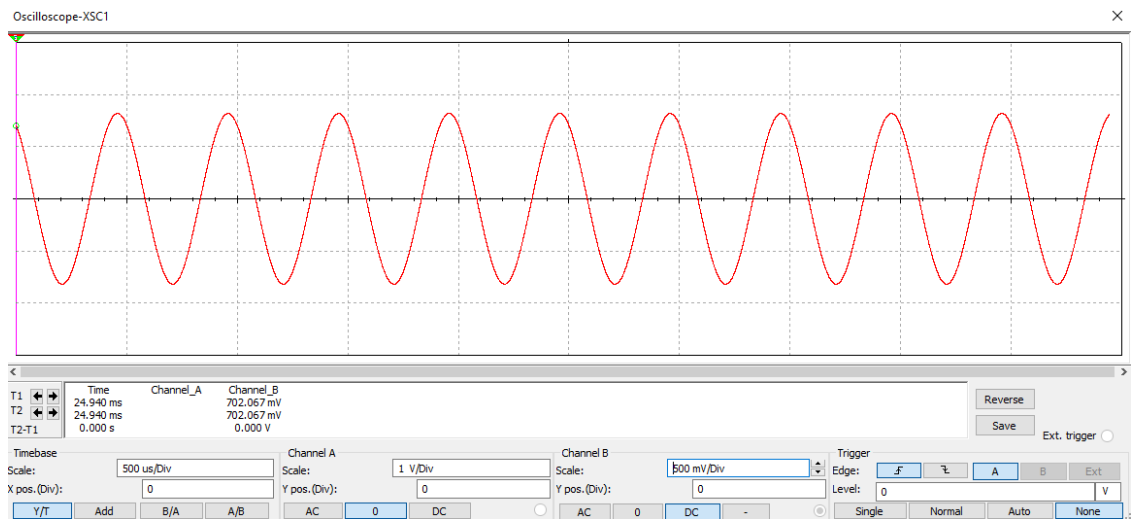 Oscilloscope-XSC1
Time Channel_A Channel_B
T1 24.940 ms 702.067 mV
T2 24.940 ms 702.067 mV
T2-T1 0.000 s 0.000 V
Reverse
Save
Ext. trigger
Timebase
Scale: 500 us/Div
X pos.(Div): 0
Y/T Add B/A A/B
Channel A
Scale: 1 V/Div
Y pos.(Div): 0
AC 0 DC
Channel B
Scale: 500 mV/Div
Y pos.(Div): 0
AC 0 DC -
Trigger
Edge: A B Ext
Level: 0 V
Single Normal Auto None